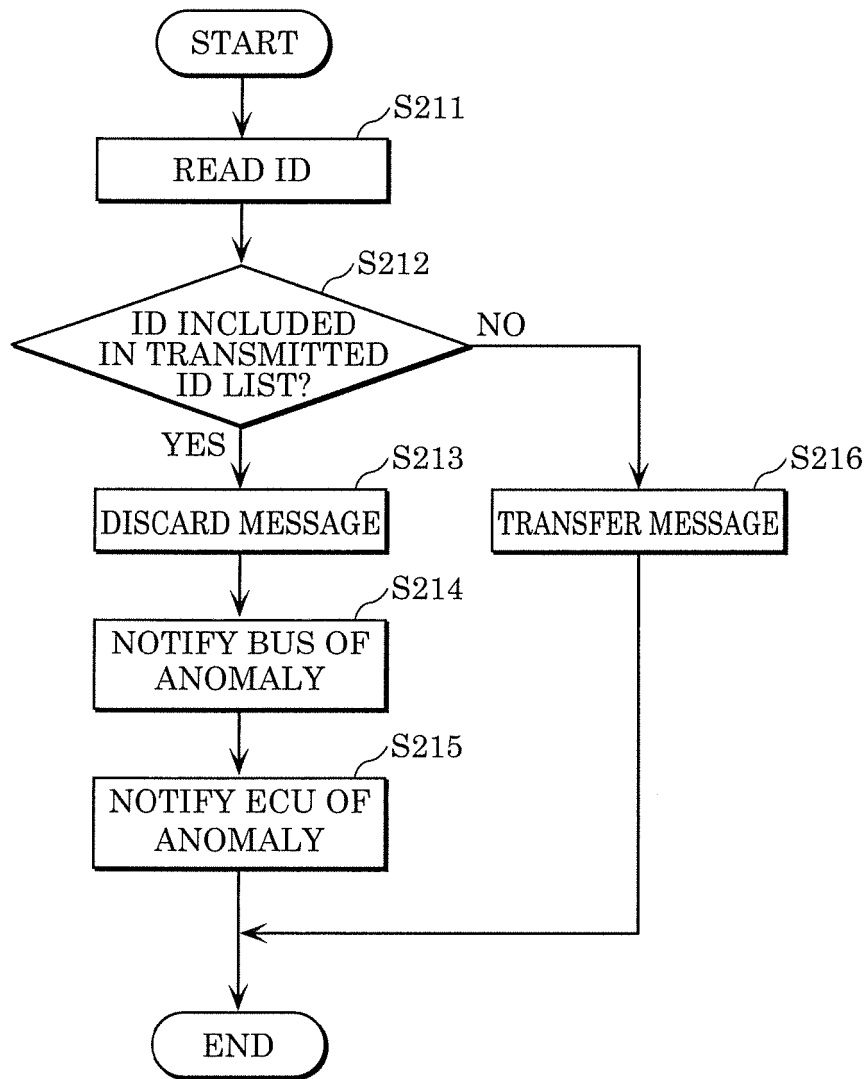 START
S211
READ ID
S212
ID INCLUDED
IN TRANSMITTED
ID LIST?
NO
YES
S213
DISCARD MESSAGE
S216
TRANSFER MESSAGE
S214
NOTIFY BUS OF
ANOMALY
S215
NOTIFY ECU OF
ANOMALY
END